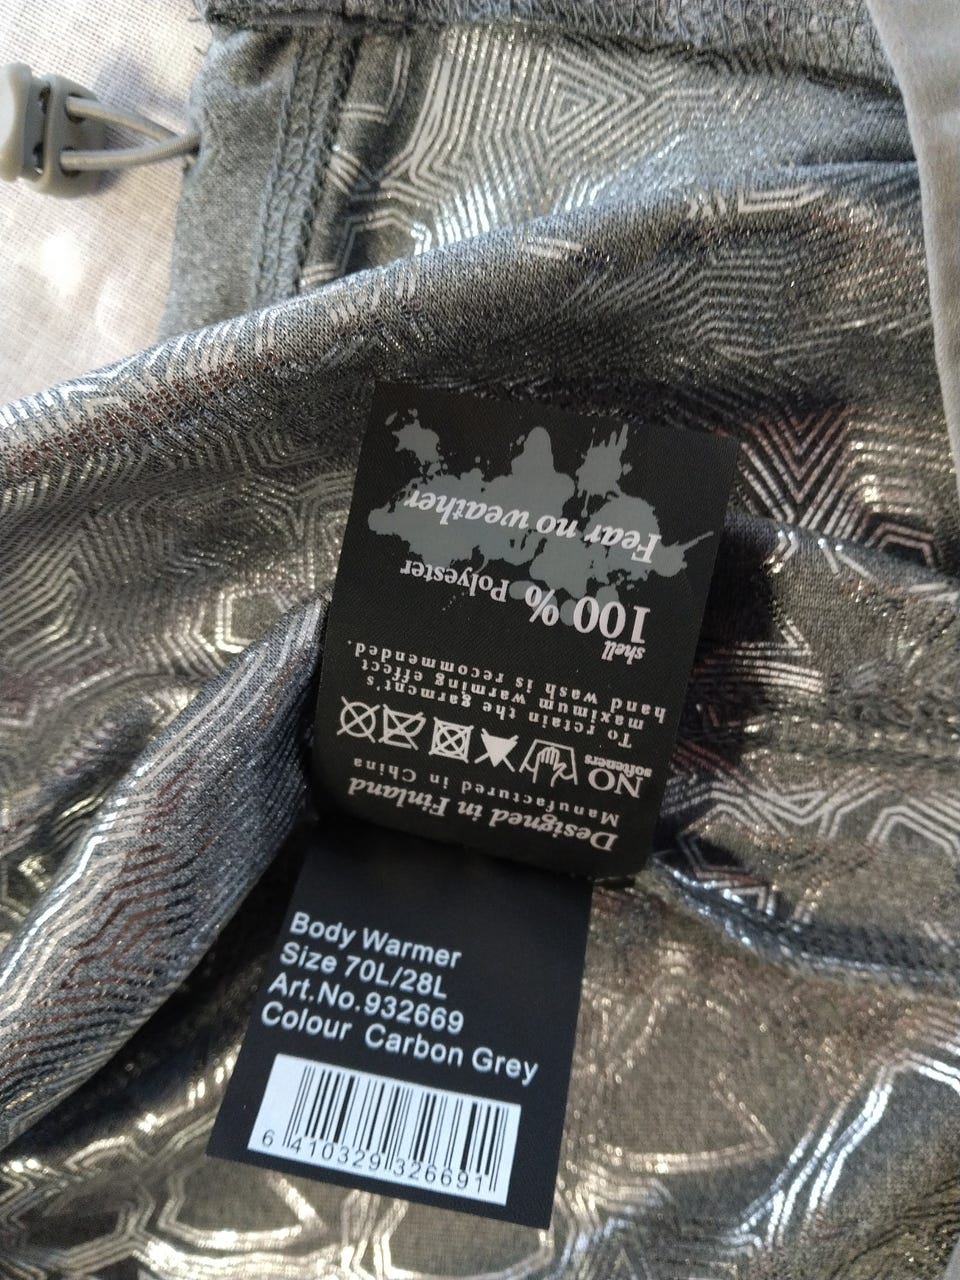 Fear no weather
shell
100 % Polyester
To retain the garment's
maximum warming effect
hand wash is recommended.
NO
softeners
Manufactured in China
Designed in Finland
Body Warmer
Size 70L/28L
Art.No.932669
Colour Carbon Grey
6 410329 326691